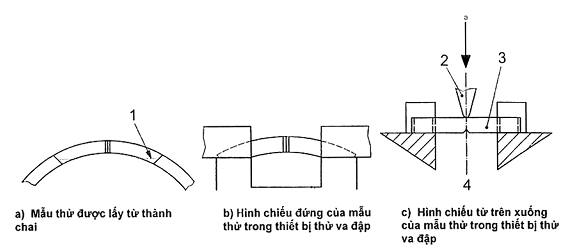 a
2
3
1
4
a) Mẫu thử được lấy từ thành
chai
b) Hình chiếu đứng của mẫu
thử trong thiết bị thử va đập
c) Hình chiếu từ trên xuống
của mẫu thử trong thiết bị thử
va đập